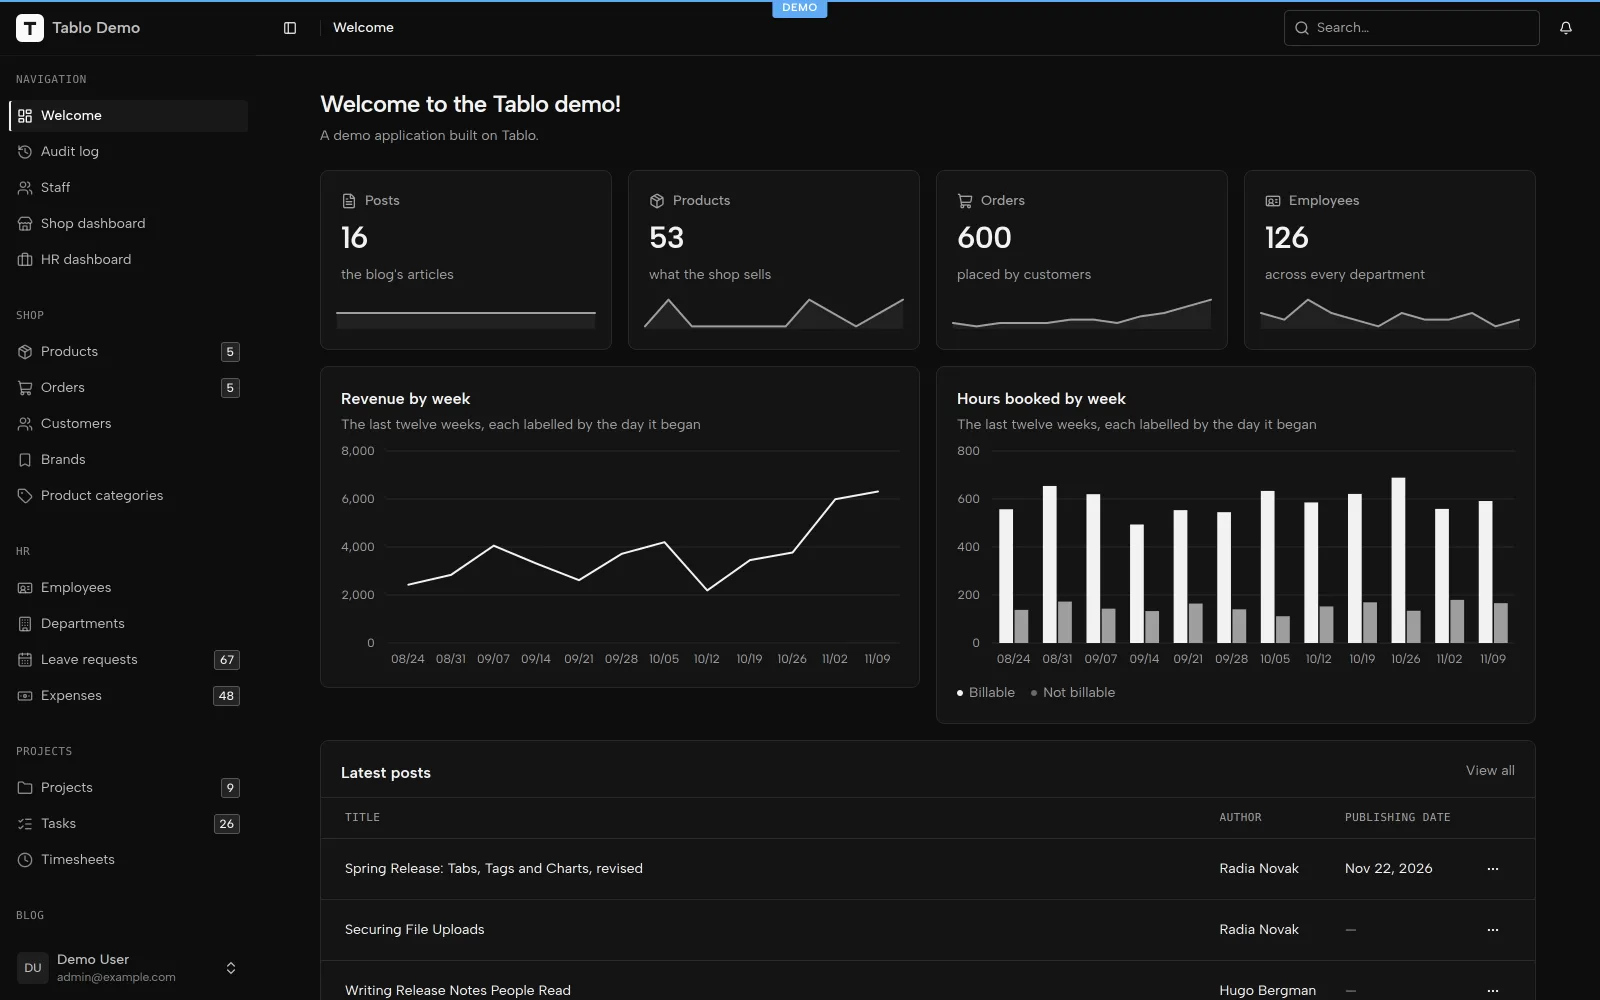 DEMO
T Tablo Demo
Welcome
Search...
NAVIGATION
Welcome
Audit log
Staff
Shop dashboard
HR dashboard
SHOP
Products 5
Orders 5
Customers
Brands
Product categories
HR
Employees
Departments
Leave requests 67
Expenses 48
PROJECTS
Projects 9
Tasks 26
Timesheets
BLOG
DU Demo User
admin@example.com
Welcome to the Tablo demo!
A demo application built on Tablo.
Posts
16
the blog's articles
Products
53
what the shop sells
Orders
600
placed by customers
Employees
126
across every department
Revenue by week
The last twelve weeks, each labelled by the day it began
8,000
6,000
4,000
2,000
0
08/24 08/31 09/07 09/14 09/21 09/28 10/05 10/12 10/19 10/26 11/02 11/09
Hours booked by week
The last twelve weeks, each labelled by the day it began
800
600
400
200
0
08/24 08/31 09/07 09/14 09/21 09/28 10/05 10/12 10/19 10/26 11/02 11/09
Billable Not billable
Latest posts View all
TITLE AUTHOR PUBLISHING DATE
Spring Release: Tabs, Tags and Charts, revised Radia Novak Nov 22, 2026
Securing File Uploads Radia Novak —
Writing Release Notes People Read Hugo Bergman —